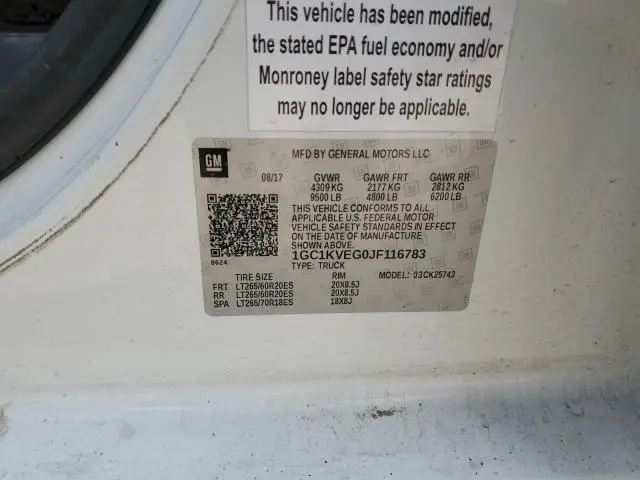 This vehicle has been modified,
the stated EPA fuel economy and/or
Monroney label safety star ratings
may no longer be applicable.
GM
MFD BY GENERAL MOTORS LLC
08/17 GVWR GAWR FRT GAWR RR
4309 KG 2177 KG 2812 KG
9500 LB 4800 LB 6200 LB
THIS VEHICLE CONFORMS TO ALL
APPLICABLE U.S. FEDERAL MOTOR
VEHICLE SAFETY STANDARDS IN EFFECT
ON THE DATE OF MANUFACTURE
SHOWN ABOVE.
1GC1KVEG0JF116783
8624
TYPE: TRUCK
TIRE SIZE RIM MODEL: 03CK25743
FRT LT265/60R20ES 20X8.5J
RR LT265/60R20ES 20X8.5J
SPA LT265/70R18ES 18X8J